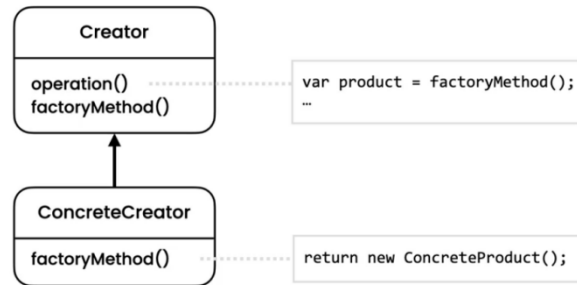 Creator
operation()
factoryMethod()
var product = factoryMethod();
…
ConcreteCreator
factoryMethod()
return new ConcreteProduct();